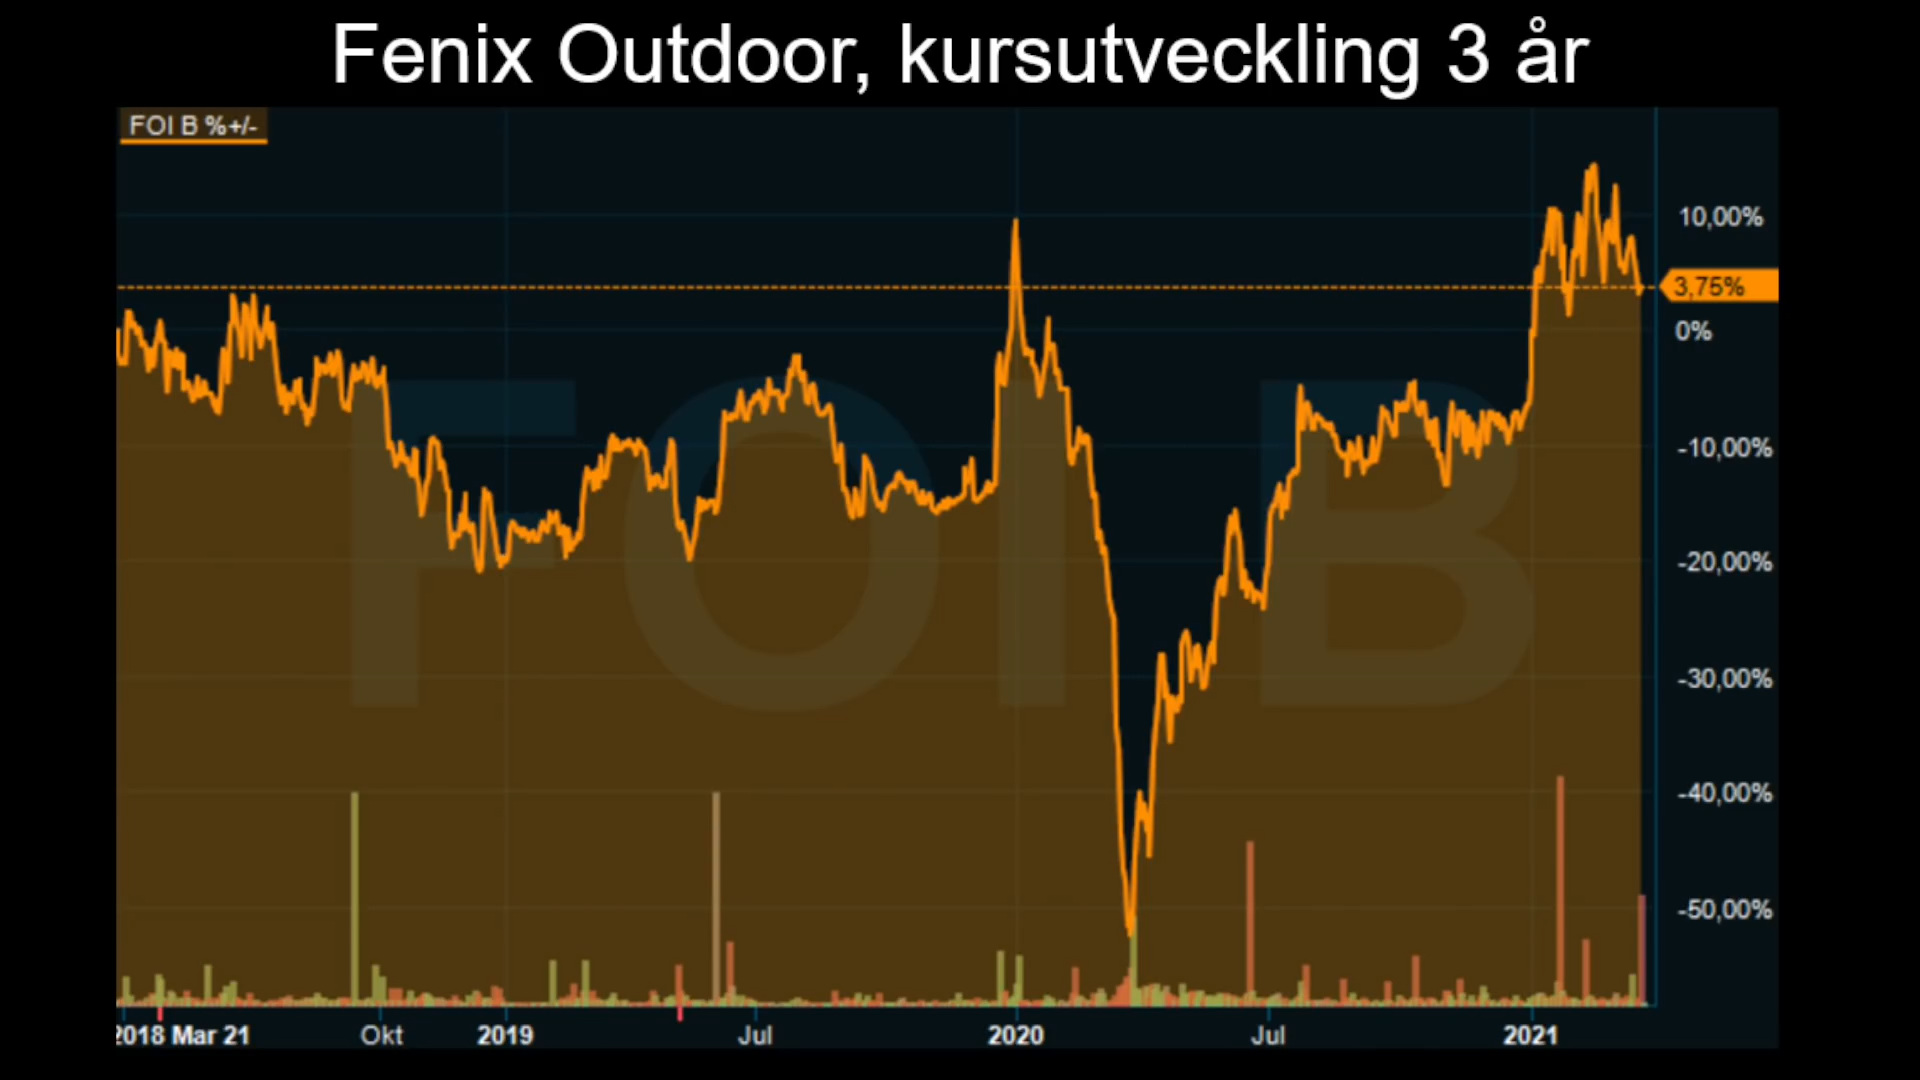 Fenix Outdoor, kursutveckling 3 år
FOI B %+/-
FOI B
10,00%
3,75%
0%
-10,00%
-20,00%
-30,00%
-40,00%
-50,00%
2018 Mar 21 Okt 2019 Jul 2020 Jul 2021